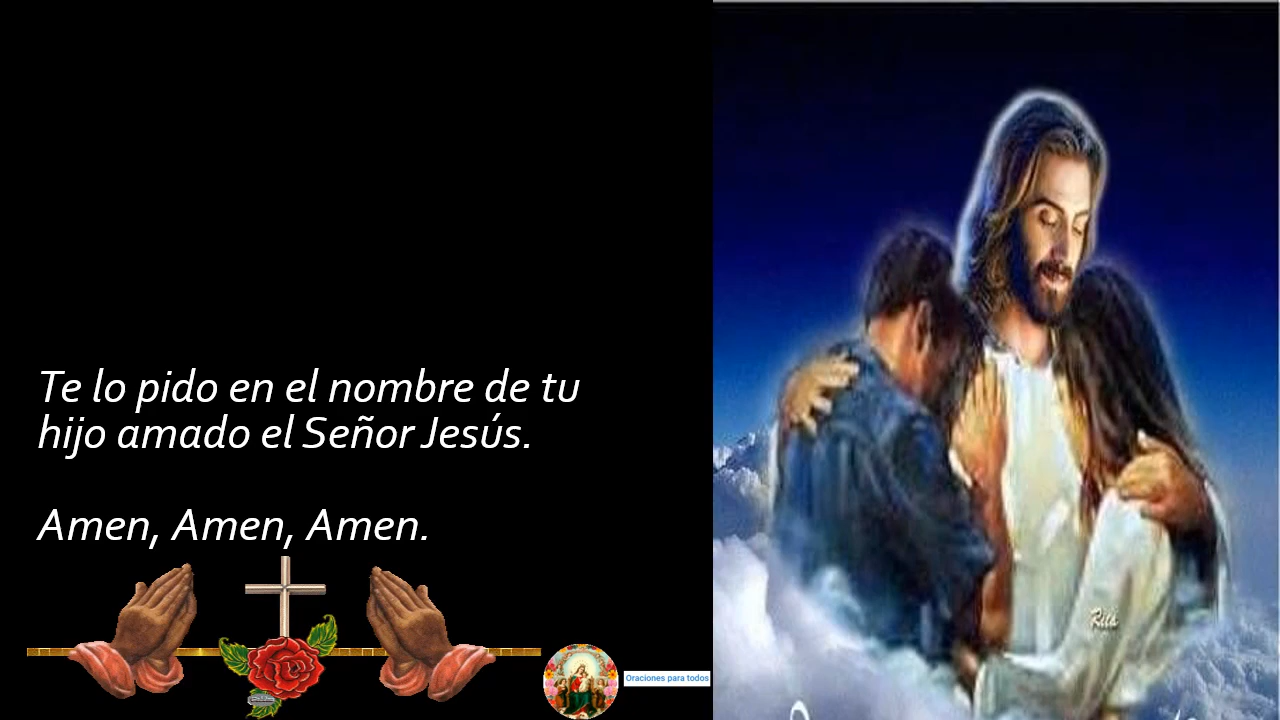 Te lo pido en el nombre de tu
hijo amado el Señor Jesús.
Amen, Amen, Amen.
Oraciones para todos
Rita